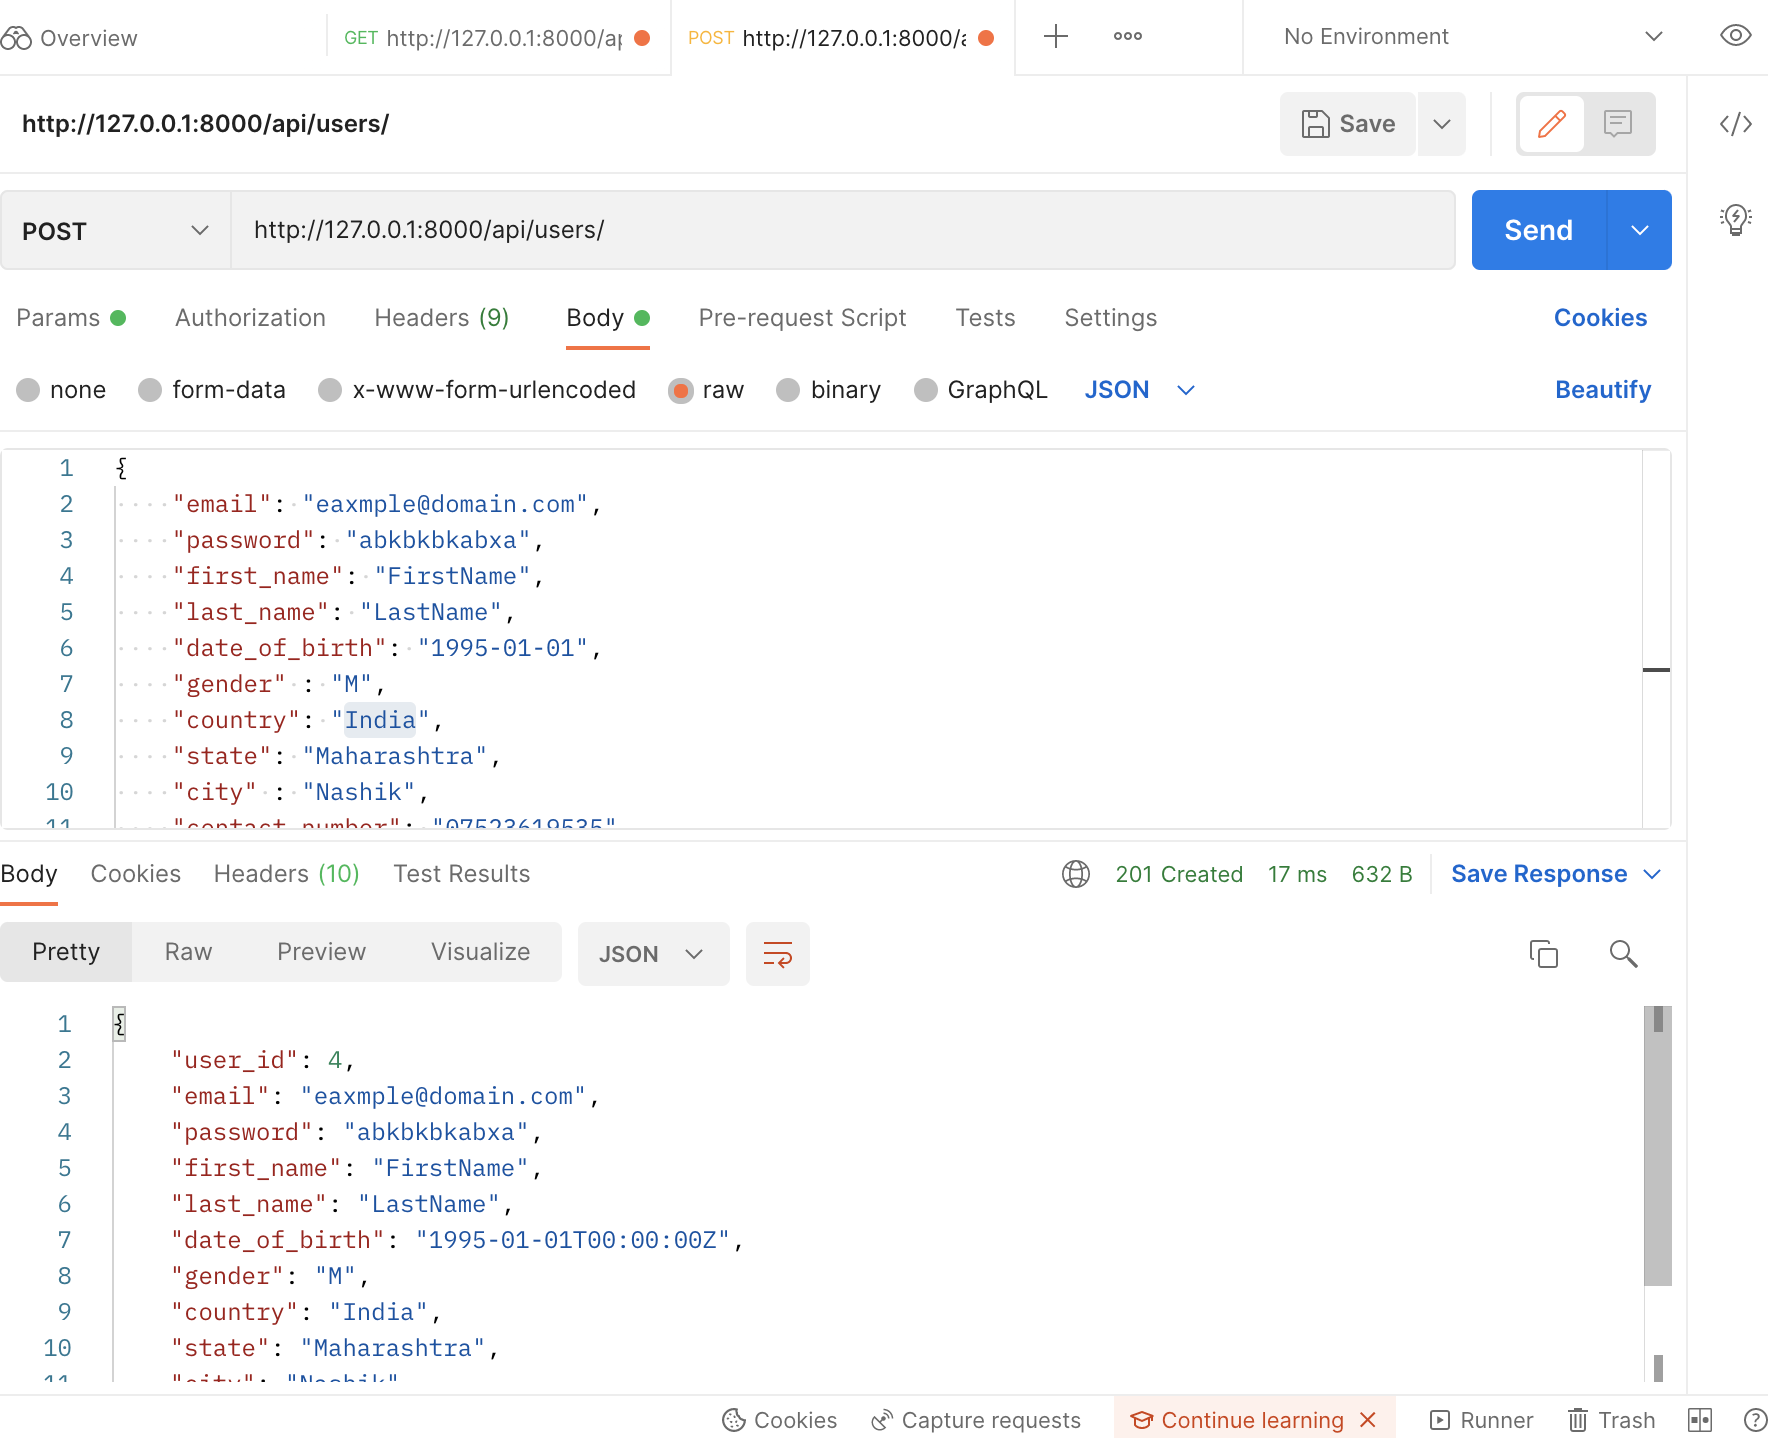 Overview
GET http://127.0.0.1:8000/ap
POST http://127.0.0.1:8000/a
No Environment
http://127.0.0.1:8000/api/users/
Save
POST
http://127.0.0.1:8000/api/users/
Send
Params
Authorization
Headers (9)
Body
Pre-request Script
Tests
Settings
Cookies
none
form-data
x-www-form-urlencoded
raw
binary
GraphQL
JSON
Beautify
1 {
2 "email": "eaxmple@domain.com",
3 "password": "abkbkbkabxa",
4 "first_name": "FirstName",
5 "last_name": "LastName",
6 "date_of_birth": "1995-01-01",
7 "gender" : "M",
8 "country": "India",
9 "state": "Maharashtra",
10 "city" : "Nashik",
11 "contact_number": "07523619535"
Body
Cookies
Headers (10)
Test Results
201 Created
17 ms
632 B
Save Response
Pretty
Raw
Preview
Visualize
JSON
1 {
2 "user_id": 4,
3 "email": "eaxmple@domain.com",
4 "password": "abkbkbkabxa",
5 "first_name": "FirstName",
6 "last_name": "LastName",
7 "date_of_birth": "1995-01-01T00:00:00Z",
8 "gender": "M",
9 "country": "India",
10 "state": "Maharashtra",
11 "city": "Nashik"
Cookies
Capture requests
Continue learning
Runner
Trash